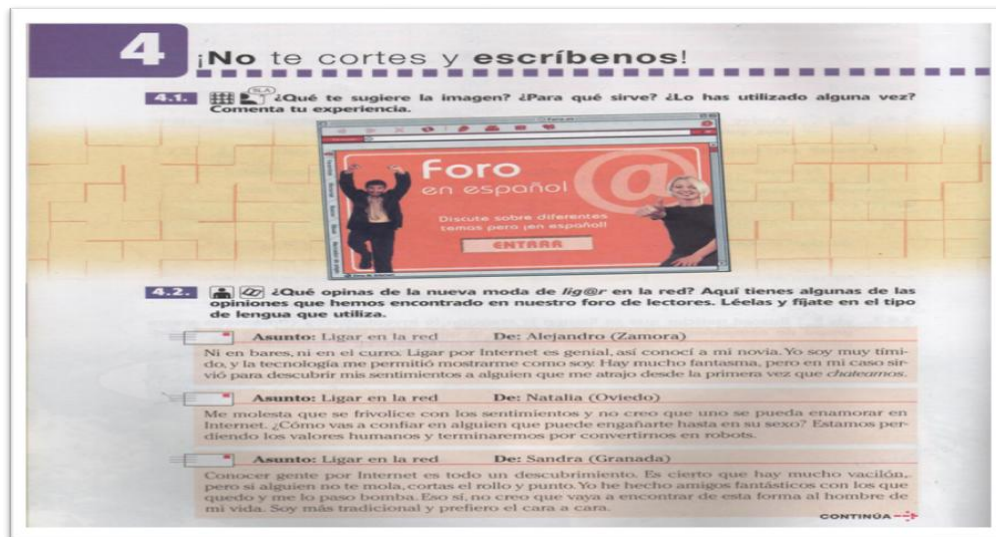 4 ¡No te cortes y escríbenos!
4.1. ¿Qué te sugiere la imagen? ¿Para qué sirve? ¿Lo has utilizado alguna vez?
Comenta tu experiencia.
Foro
en español
@
Discute sobre diferentes
temas pero ¡en español!
ENTRAR
4.2. ¿Qué opinas de la nueva moda de lig@r en la red? Aquí tienes algunas de las
opiniones que hemos encontrado en nuestro foro de lectores. Léelas y fíjate en el tipo
de lengua que utiliza.
Asunto: Ligar en la red De: Alejandro (Zamora)
Ni en bares, ni en el curro. Ligar por Internet es genial, así conocí a mi novia. Yo soy muy tími-
do, y la tecnología me permitió mostrarme como soy. Hay mucho fantasma, pero en mi caso sir-
vió para descubrir mis sentimientos a alguien que me atrajo desde la primera vez que chateamos.
Asunto: Ligar en la red De: Natalia (Oviedo)
Me molesta que se frivolice con los sentimientos y no creo que uno se pueda enamorar en
Internet. ¿Cómo vas a confiar en alguien que puede engañarte hasta en su sexo? Estamos per-
diendo los valores humanos y terminaremos por convertirnos en robots.
Asunto: Ligar en la red De: Sandra (Granada)
Conocer gente por Internet es todo un descubrimiento. Es cierto que hay mucho vacilón,
pero si alguien no te mola, cortas el rollo y punto. Yo he hecho amigos fantásticos con los que
quedo y me lo paso bomba. Eso sí, no creo que vaya a encontrar de esta forma al hombre de
mi vida. Soy más tradicional y prefiero el cara a cara.
CONTINÚA